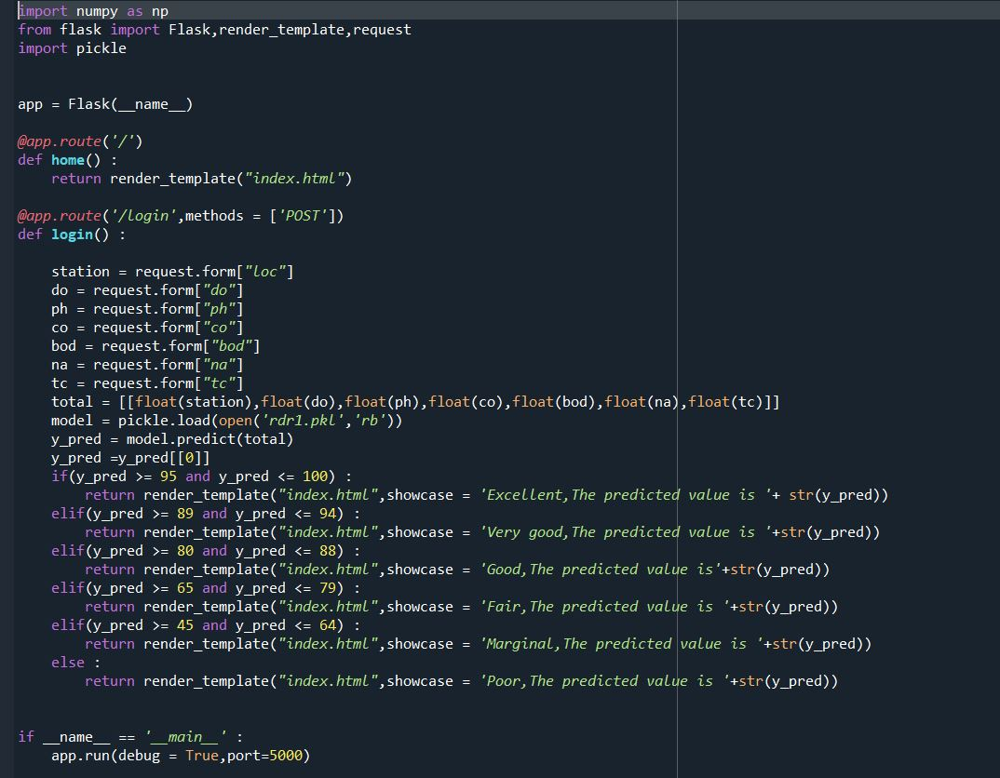 import numpy as np
from flask import Flask,render_template,request
import pickle


app = Flask(__name__)

@app.route('/')
def home() :
    return render_template("index.html")

@app.route('/login',methods = ['POST'])
def login() :

    station = request.form["loc"]
    do = request.form["do"]
    ph = request.form["ph"]
    co = request.form["co"]
    bod = request.form["bod"]
    na = request.form["na"]
    tc = request.form["tc"]
    total = [[float(station),float(do),float(ph),float(co),float(bod),float(na),float(tc)]]
    model = pickle.load(open('rdr1.pkl','rb'))
    y_pred = model.predict(total)
    y_pred =y_pred[[0]]
    if(y_pred >= 95 and y_pred <= 100) :
        return render_template("index.html",showcase = 'Excellent,The predicted value is '+ str(y_pred))
    elif(y_pred >= 89 and y_pred <= 94) :
        return render_template("index.html",showcase = 'Very good,The predicted value is '+str(y_pred))
    elif(y_pred >= 80 and y_pred <= 88) :
        return render_template("index.html",showcase = 'Good,The predicted value is'+str(y_pred))
    elif(y_pred >= 65 and y_pred <= 79) :
        return render_template("index.html",showcase = 'Fair,The predicted value is '+str(y_pred))
    elif(y_pred >= 45 and y_pred <= 64) :
        return render_template("index.html",showcase = 'Marginal,The predicted value is '+str(y_pred))
    else :
        return render_template("index.html",showcase = 'Poor,The predicted value is '+str(y_pred))


if __name__ == '__main__' :
    app.run(debug = True,port=5000)